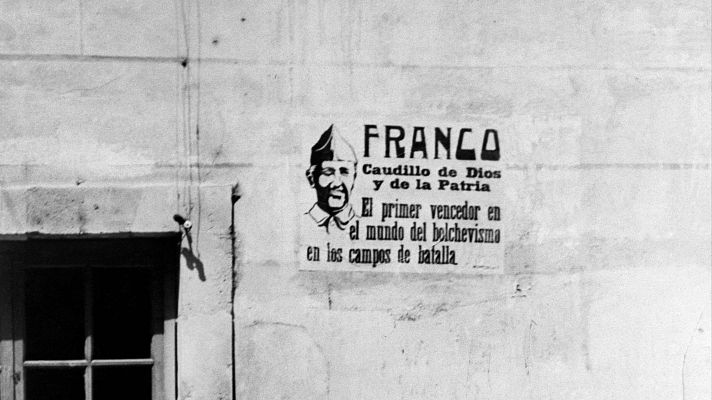 FRANCO
Caudillo de Dios
y de la Patria
El primer vencedor en
el mundo del bolchevismo
en los campos de batalla